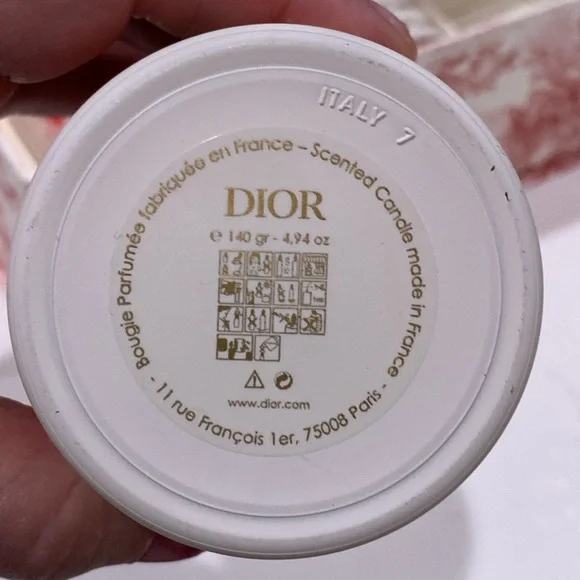 ITALY 7
Bougie Parfumée fabriquée en France – Scented Candle made in France
DIOR
e 140 gr - 4,94 oz
www.dior.com
- 11 rue François 1er, 75008 Paris -